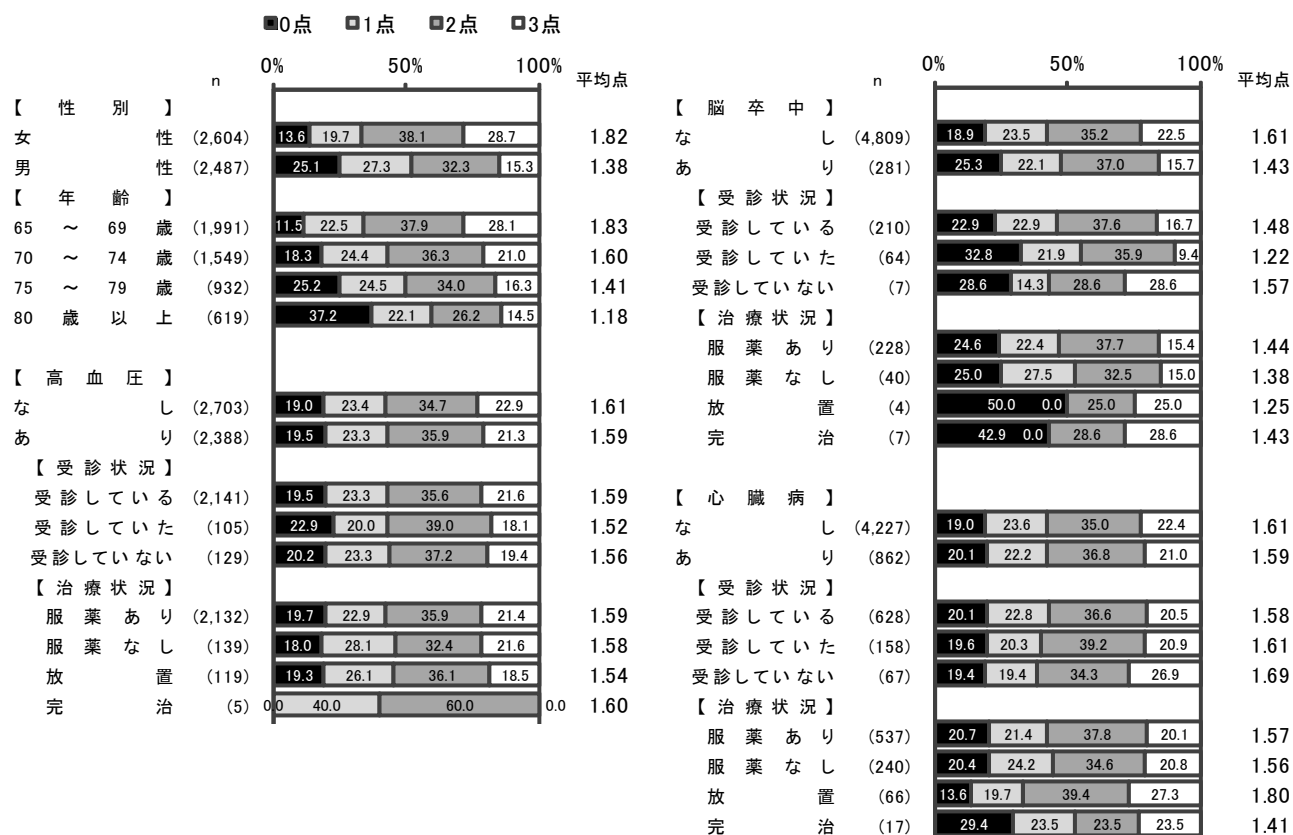 ■0点 □1点 ■2点 □3点
n 0% 50% 100% 平均点
【 性 別 】
女 性 (2,604) 13.6 19.7 38.1 28.7 1.82
男 性 (2,487) 25.1 27.3 32.3 15.3 1.38
【 年 齢 】
65 ～ 69 歳 (1,991) 11.5 22.5 37.9 28.1 1.83
70 ～ 74 歳 (1,549) 18.3 24.4 36.3 21.0 1.60
75 ～ 79 歳 (932) 25.2 24.5 34.0 16.3 1.41
80 歳 以 上 (619) 37.2 22.1 26.2 14.5 1.18
【 高 血 圧 】
な し (2,703) 19.0 23.4 34.7 22.9 1.61
あ り (2,388) 19.5 23.3 35.9 21.3 1.59
【 受 診 状 況 】
受 診 し て い る (2,141) 19.5 23.3 35.6 21.6 1.59
受 診 し て い た (105) 22.9 20.0 39.0 18.1 1.52
受 診 し て い な い (129) 20.2 23.3 37.2 19.4 1.56
【 治 療 状 況 】
服 薬 あ り (2,132) 19.7 22.9 35.9 21.4 1.59
服 薬 な し (139) 18.0 28.1 32.4 21.6 1.58
放 置 (119) 19.3 26.1 36.1 18.5 1.54
完 治 (5) 0.0 40.0 60.0 0.0 1.60
n 0% 50% 100% 平均点
【 脳 卒 中 】
な し (4,809) 18.9 23.5 35.2 22.5 1.61
あ り (281) 25.3 22.1 37.0 15.7 1.43
【 受 診 状 況 】
受 診 し て い る (210) 22.9 22.9 37.6 16.7 1.48
受 診 し て い た (64) 32.8 21.9 35.9 9.4 1.22
受 診 し て い な い (7) 28.6 14.3 28.6 28.6 1.57
【 治 療 状 況 】
服 薬 あ り (228) 24.6 22.4 37.7 15.4 1.44
服 薬 な し (40) 25.0 27.5 32.5 15.0 1.38
放 置 (4) 50.0 0.0 25.0 25.0 1.25
完 治 (7) 42.9 0.0 28.6 28.6 1.43
【 心 臓 病 】
な し (4,227) 19.0 23.6 35.0 22.4 1.61
あ り (862) 20.1 22.2 36.8 21.0 1.59
【 受 診 状 況 】
受 診 し て い る (628) 20.1 22.8 36.6 20.5 1.58
受 診 し て い た (158) 19.6 20.3 39.2 20.9 1.61
受 診 し て い な い (67) 19.4 19.4 34.3 26.9 1.69
【 治 療 状 況 】
服 薬 あ り (537) 20.7 21.4 37.8 20.1 1.57
服 薬 な し (240) 20.4 24.2 34.6 20.8 1.56
放 置 (66) 13.6 19.7 39.4 27.3 1.80
完 治 (17) 29.4 23.5 23.5 23.5 1.41